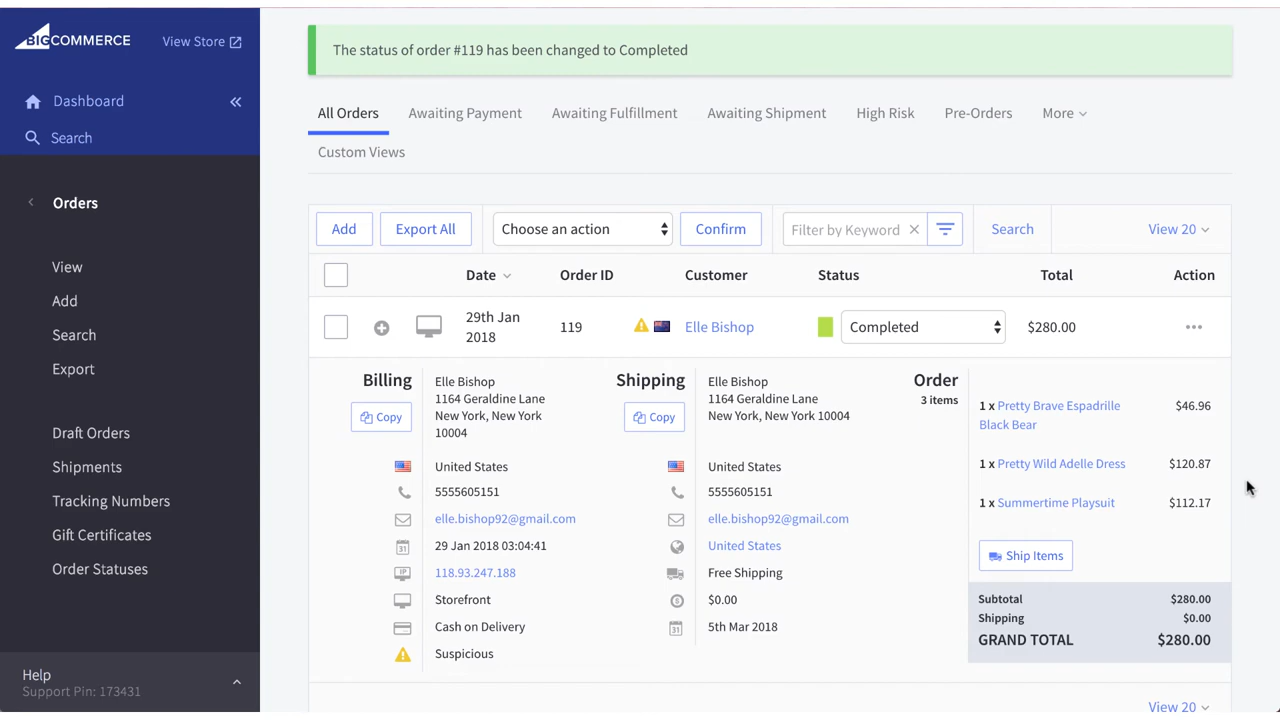 BIGCOMMERCE
View Store
Dashboard
Search
Orders
View
Add
Search
Export
Draft Orders
Shipments
Tracking Numbers
Gift Certificates
Order Statuses
Help
Support Pin: 173431
The status of order #119 has been changed to Completed
All Orders Awaiting Payment Awaiting Fulfillment Awaiting Shipment High Risk Pre-Orders More
Custom Views
Add Export All Choose an action Confirm Filter by Keyword Search View 20
Date Order ID Customer Status Total Action
29th Jan
2018
119 Elle Bishop Completed $280.00
Billing
Copy
Elle Bishop
1164 Geraldine Lane
New York, New York
10004
United States
5555605151
elle.bishop92@gmail.com
31 29 Jan 2018 03:04:41
IP 118.93.247.188
Storefront
Cash on Delivery
Suspicious
Shipping
Copy
Elle Bishop
1164 Geraldine Lane
New York, New York 10004
United States
5555605151
elle.bishop92@gmail.com
United States
Free Shipping
$0.00
31 5th Mar 2018
Order
3 items
1 x Pretty Brave Espadrille $46.96
Black Bear
1 x Pretty Wild Adelle Dress $120.87
1 x Summertime Playsuit $112.17
Ship Items
Subtotal $280.00
Shipping $0.00
GRAND TOTAL $280.00
View 20